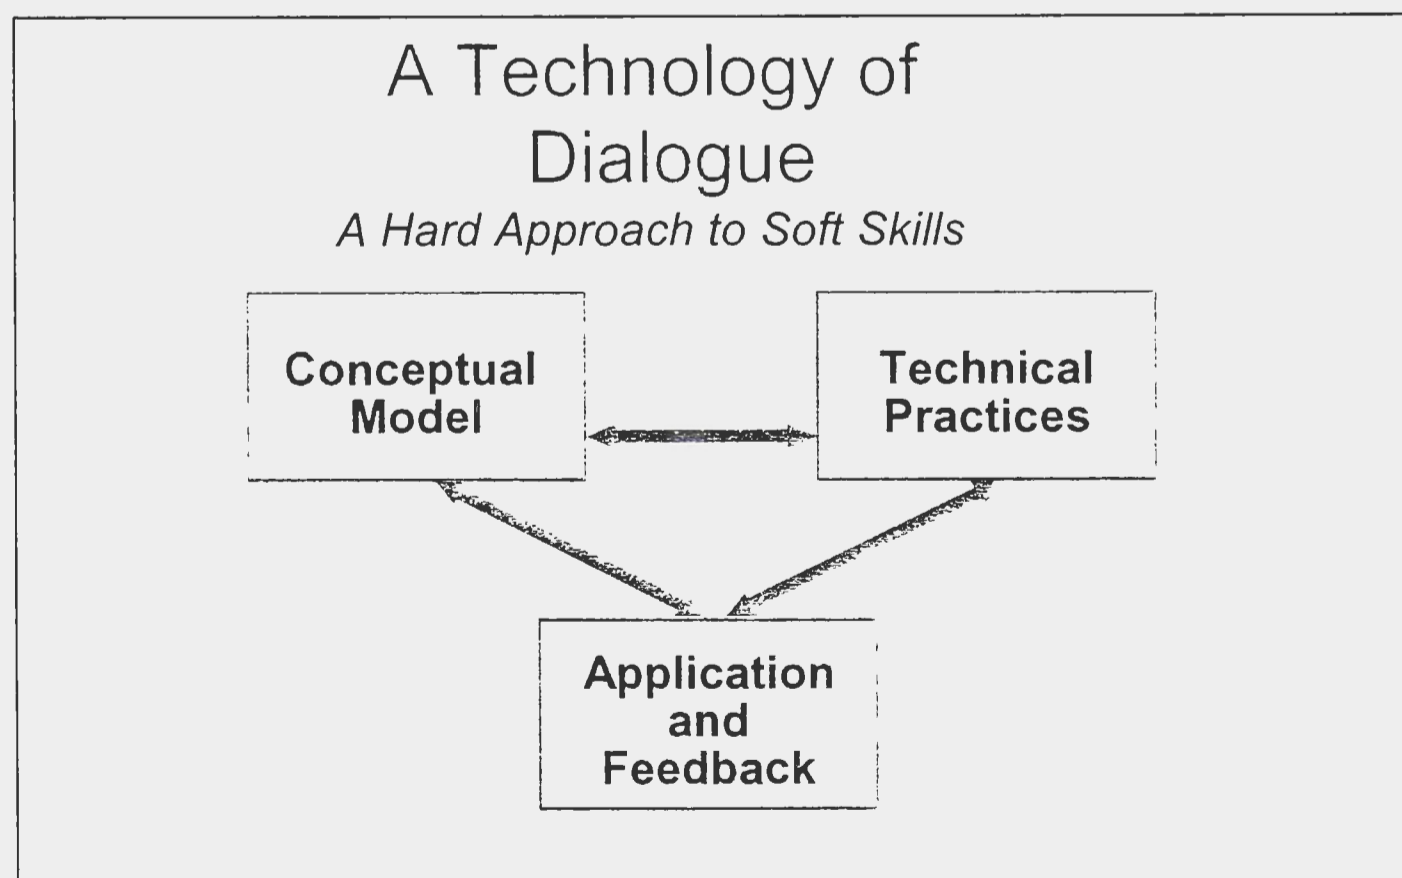 A Technology of
Dialogue
A Hard Approach to Soft Skills
Conceptual
Model
Technical
Practices
Application
and
Feedback